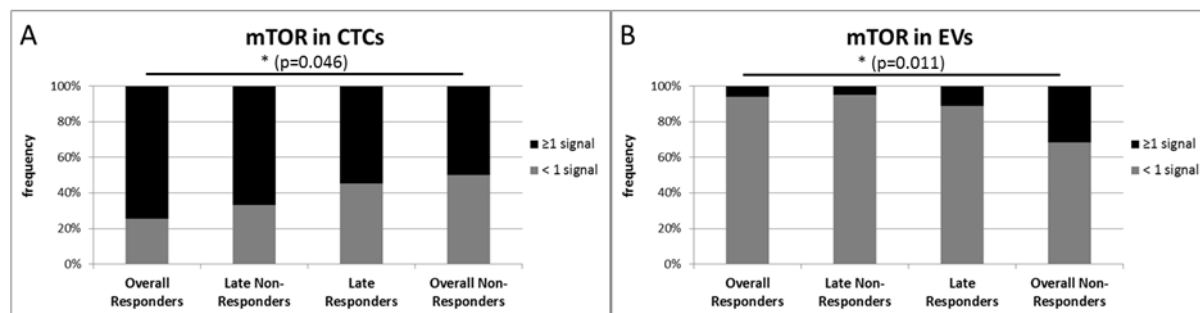 A
mTOR in CTCs
* (p=0.046)
100%
80%
60%
40%
20%
0%
frequency
≥1 signal
< 1 signal
Overall Responders
Late Non-Responders
Late Responders
Overall Non-Responders
B
mTOR in EVs
* (p=0.011)
100%
80%
60%
40%
20%
0%
frequency
≥1 signal
< 1 signal
Overall Responders
Late Non-Responders
Late Responders
Overall Non-Responders